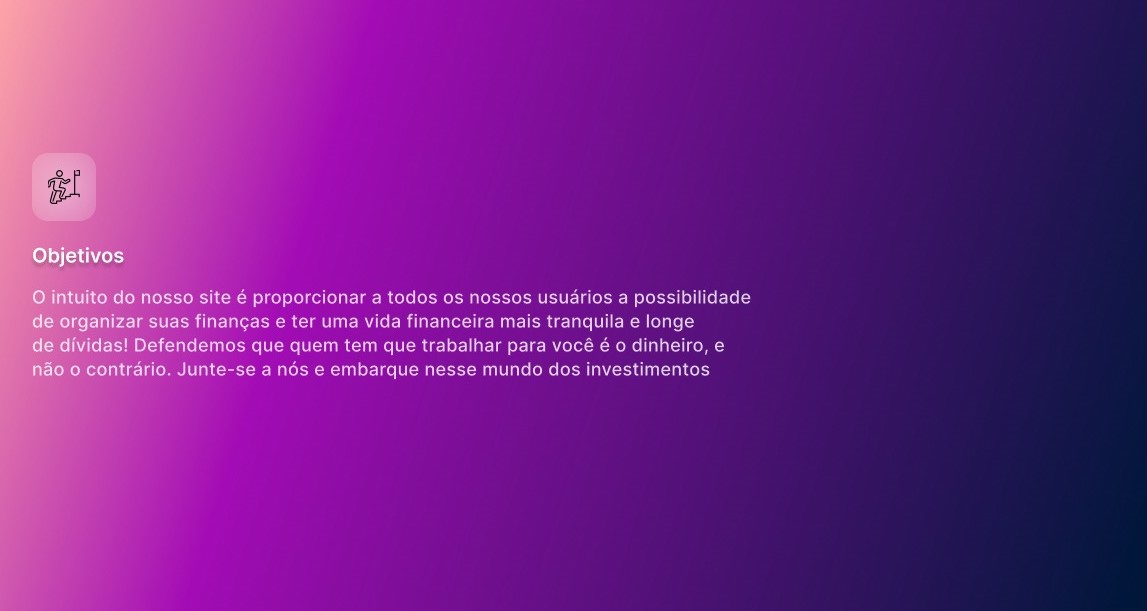 Objetivos
O intuito do nosso site é proporcionar a todos os nossos usuários a possibilidade
de organizar suas finanças e ter uma vida financeira mais tranquila e longe
de dívidas! Defendemos que quem tem que trabalhar para você é o dinheiro, e
não o contrário. Junte-se a nós e embarque nesse mundo dos investimentos